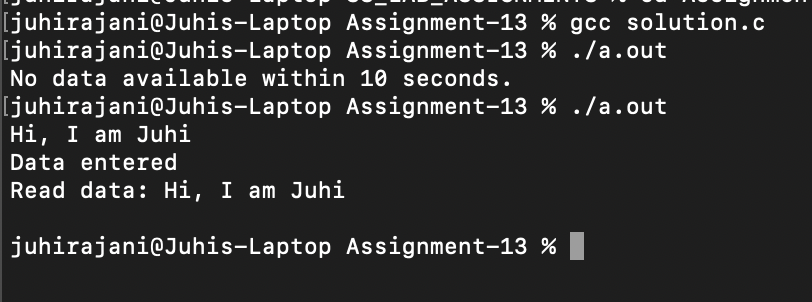 [juhirajani@Juhis-Laptop Assignment-13 % gcc solution.c
[juhirajani@Juhis-Laptop Assignment-13 % ./a.out
No data available within 10 seconds.
[juhirajani@Juhis-Laptop Assignment-13 % ./a.out
Hi, I am Juhi
Data entered
Read data: Hi, I am Juhi
juhirajani@Juhis-Laptop Assignment-13 %